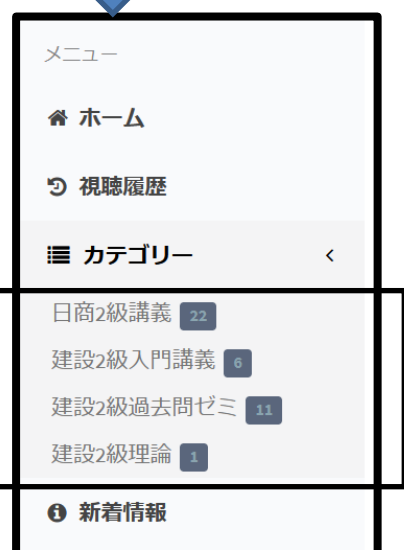 メニュー
ホーム
視聴履歴
カテゴリー
日商2級講義 22
建設2級入門講義 6
建設2級過去問ゼミ 11
建設2級理論 1
新着情報